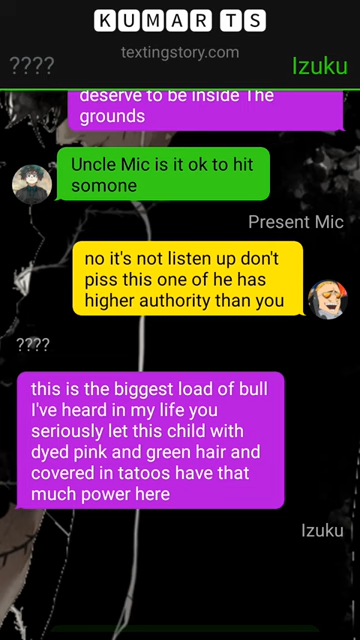 KUMAR TS
textingstory.com
????
Izuku
deserve to be inside The
grounds
Uncle Mic is it ok to hit
somone
Present Mic
no it's not listen up don't
piss this one of he has
higher authority than you
????
this is the biggest load of bull
I've heard in my life you
seriously let this child with
dyed pink and green hair and
covered in tatoos have that
much power here
Izuku